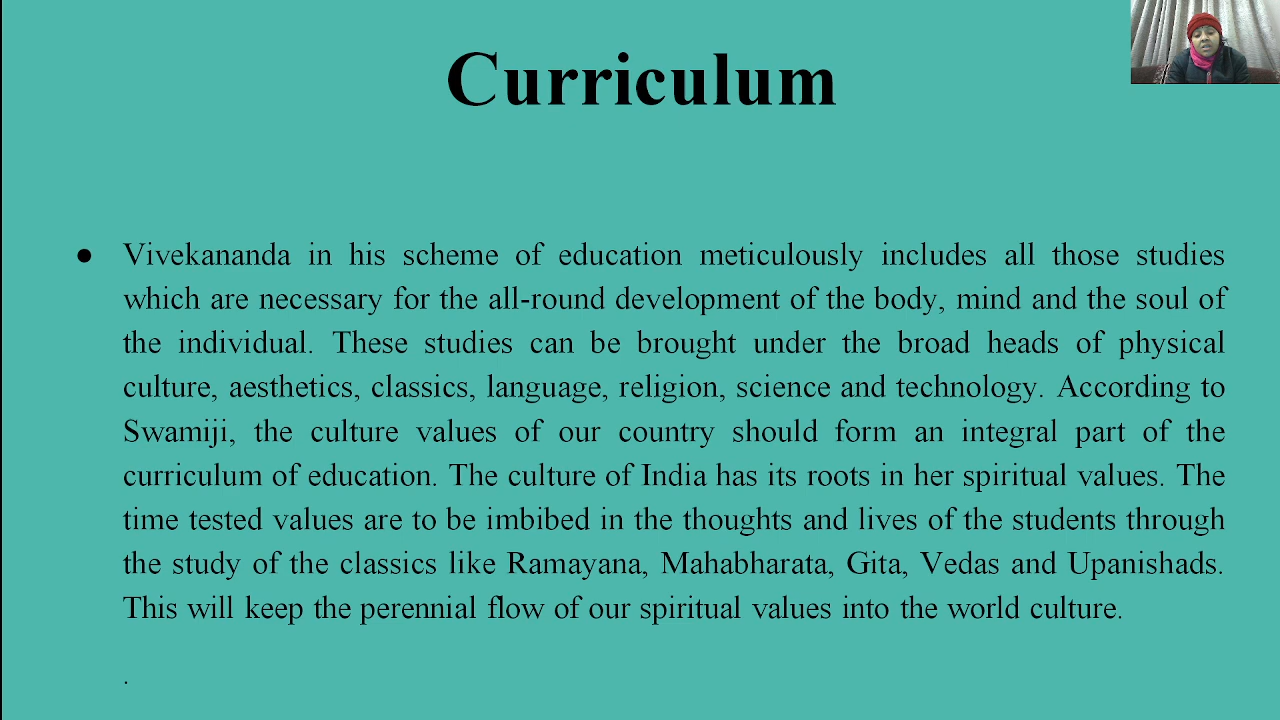 Curriculum
● Vivekananda in his scheme of education meticulously includes all those studies
which are necessary for the all-round development of the body, mind and the soul of
the individual. These studies can be brought under the broad heads of physical
culture, aesthetics, classics, language, religion, science and technology. According to
Swamiji, the culture values of our country should form an integral part of the
curriculum of education. The culture of India has its roots in her spiritual values. The
time tested values are to be imbibed in the thoughts and lives of the students through
the study of the classics like Ramayana, Mahabharata, Gita, Vedas and Upanishads.
This will keep the perennial flow of our spiritual values into the world culture.
.